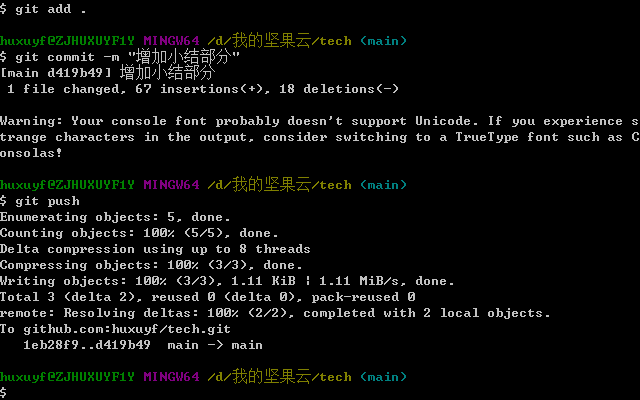 $ git add .
huxuyf@ZJHUXUYF1Y MINGW64 /d/我的坚果云/tech (main)
$ git commit -m "增加小结部分"
[main d419b49] 增加小结部分
1 file changed, 67 insertions(+), 18 deletions(-)
Warning: Your console font probably doesn't support Unicode. If you experience s
trange characters in the output, consider switching to a TrueType font such as C
onsolas!
huxuyf@ZJHUXUYF1Y MINGW64 /d/我的坚果云/tech (main)
$ git push
Enumerating objects: 5, done.
Counting objects: 100% (5/5), done.
Delta compression using up to 8 threads
Compressing objects: 100% (3/3), done.
Writing objects: 100% (3/3), 1.11 KiB | 1.11 MiB/s, done.
Total 3 (delta 2), reused 0 (delta 0), pack-reused 0
remote: Resolving deltas: 100% (2/2), completed with 2 local objects.
To github.com:huxuyf/tech.git
1eb28f9..d419b49  main -> main
huxuyf@ZJHUXUYF1Y MINGW64 /d/我的坚果云/tech (main)
$